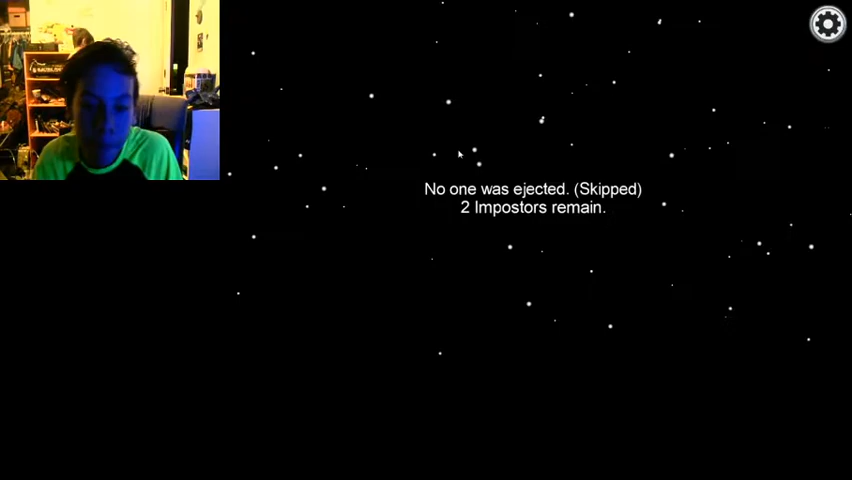 No one was ejected. (Skipped)
2 Impostors remain.